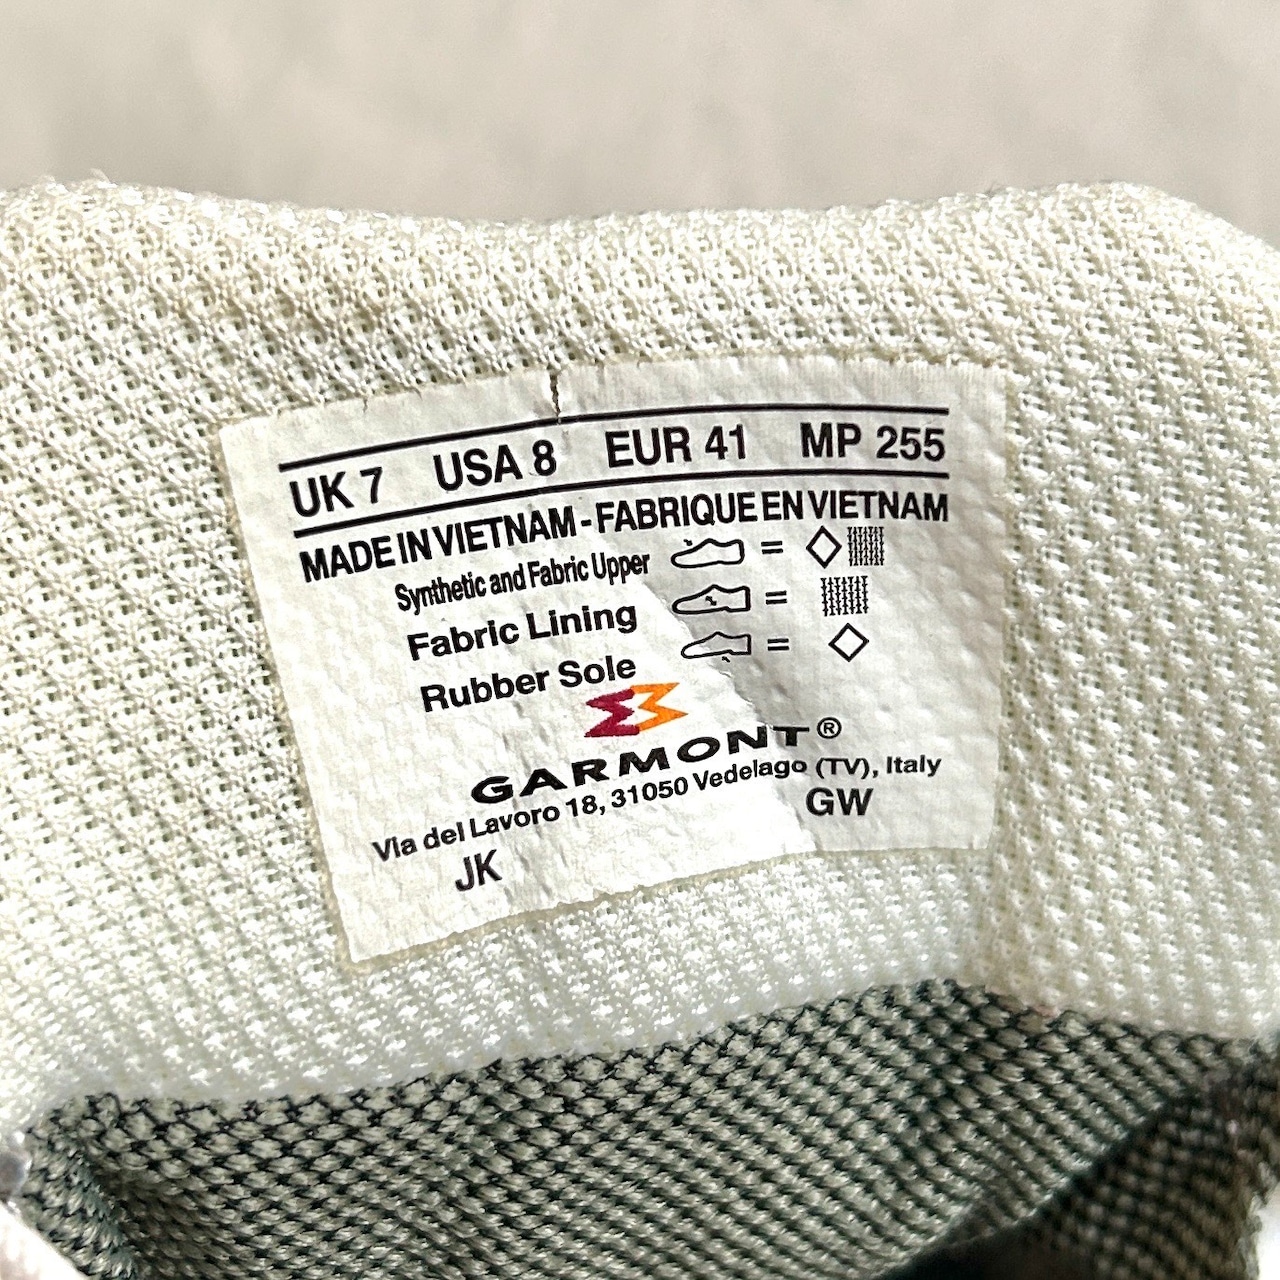 UK 7 USA 8 EUR 41 MP 255
MADE IN VIETNAM - FABRIQUE EN VIETNAM
Synthetic and Fabric Upper = 
Fabric Lining =
Rubber Sole =
GARMONT®
Via del Lavoro 18, 31050 Vedelago (TV), Italy
JK GW